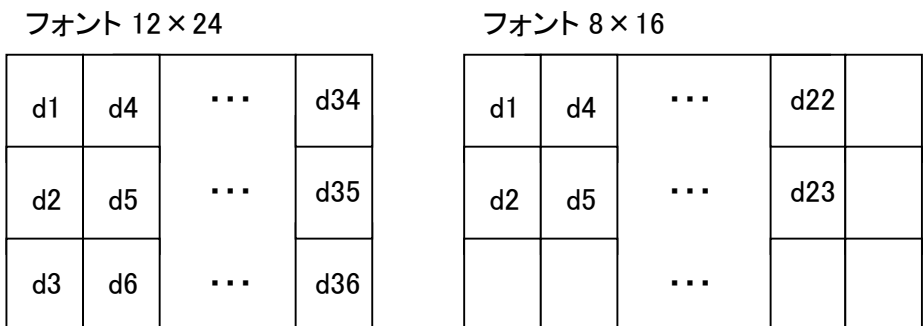 フォント 12×24
d1 d4 ・・・ d34
d2 d5 ・・・ d35
d3 d6 ・・・ d36
フォント 8×16
d1 d4 ・・・ d22
d2 d5 ・・・ d23
・・・